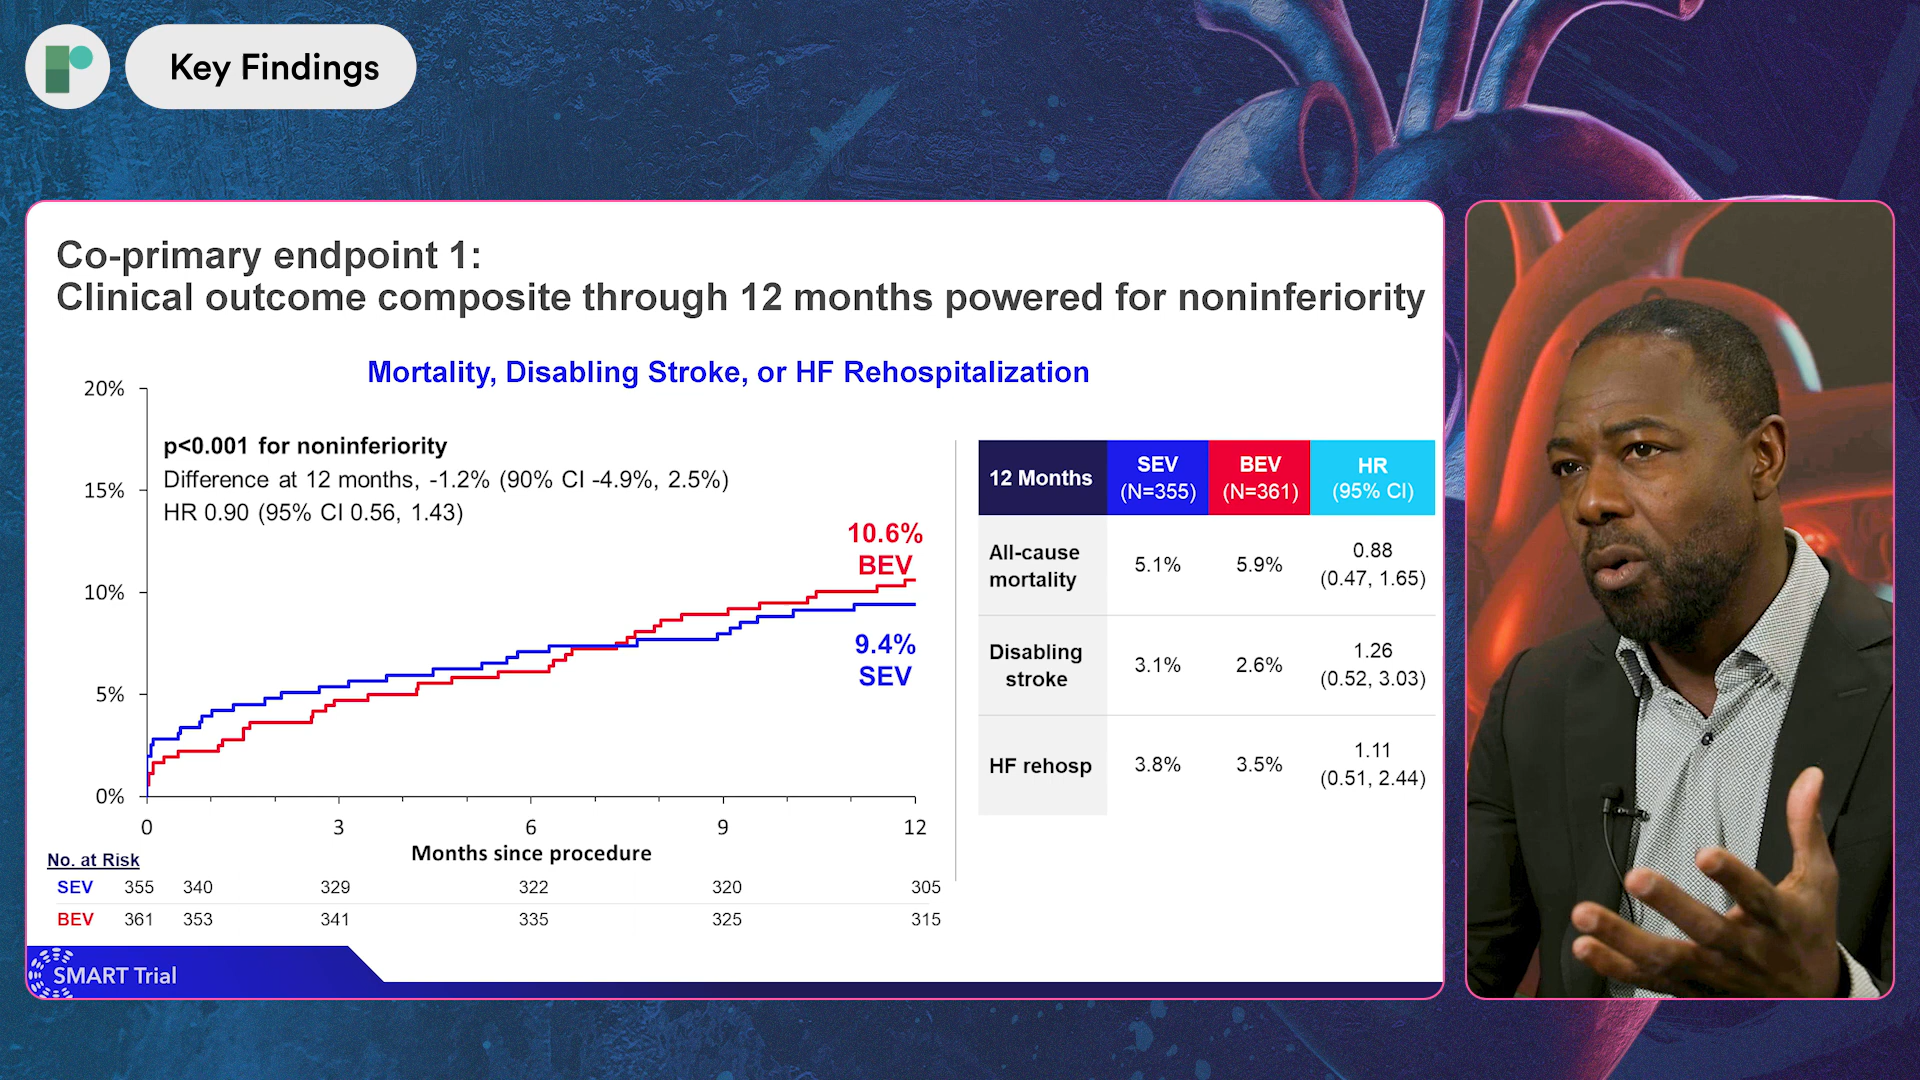 Key Findings
Co-primary endpoint 1:
Clinical outcome composite through 12 months powered for noninferiority
Mortality, Disabling Stroke, or HF Rehospitalization
20%
15%
10%
5%
0%
p<0.001 for noninferiority
Difference at 12 months, -1.2% (90% CI -4.9%, 2.5%)
HR 0.90 (95% CI 0.56, 1.43)
10.6%
BEV
9.4%
SEV
0 3 6 9 12
Months since procedure
No. at Risk
SEV 355 340 329 322 320 305
BEV 361 353 341 335 325 315
12 Months SEV (N=355) BEV (N=361) HR (95% CI)
All-cause mortality 5.1% 5.9% 0.88 (0.47, 1.65)
Disabling stroke 3.1% 2.6% 1.26 (0.52, 3.03)
HF rehosp 3.8% 3.5% 1.11 (0.51, 2.44)
SMART Trial